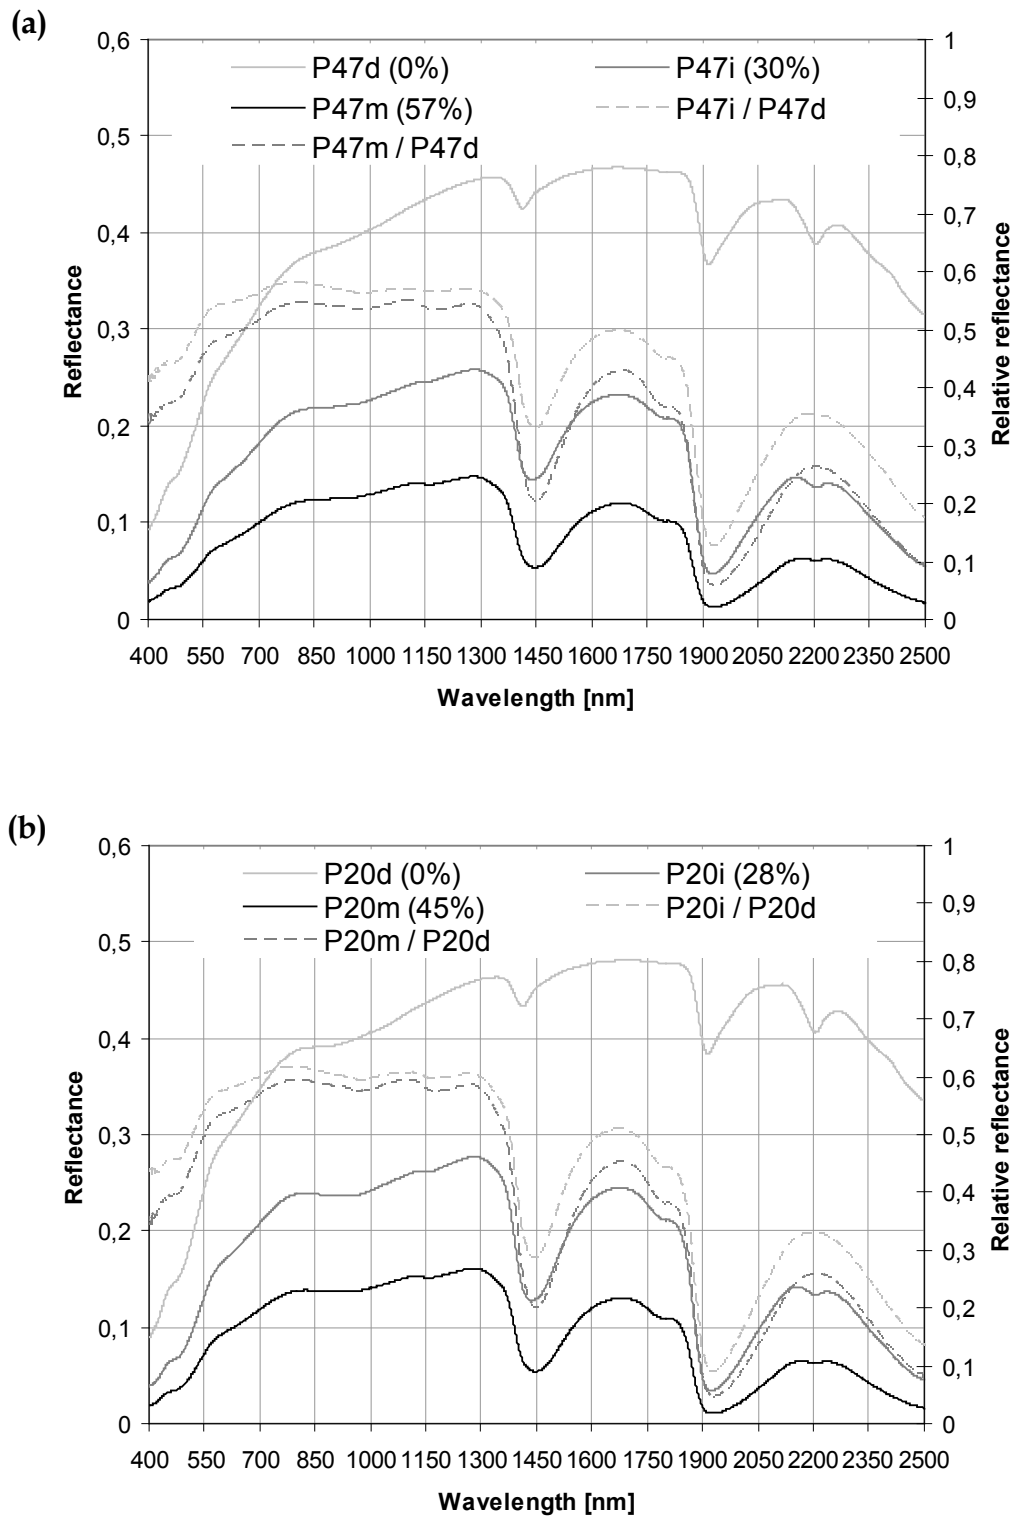 (a)
0,6 1
P47d (0%) P47i (30%)
0,9
P47m (57%) P47i / P47d
0,5
P47m / P47d
0,8
0,4 0,7
0,6
0,3 0,5
0,4
0,2
0,3
0,1 0,2
0,1
0 0
Reflectance
Relative reflectance
400 550 700 850 1000 1150 1300 1450 1600 1750 1900 2050 2200 2350 2500
Wavelength [nm]
(b)
0,6 1
P20d (0%) P20i (28%)
0,9
P20m (45%) P20i / P20d
0,5
P20m / P20d
0,8
0,4 0,7
0,6
0,3 0,5
0,4
0,2
0,3
0,1 0,2
0,1
0 0
Reflectance
Relative reflectance
400 550 700 850 1000 1150 1300 1450 1600 1750 1900 2050 2200 2350 2500
Wavelength [nm]